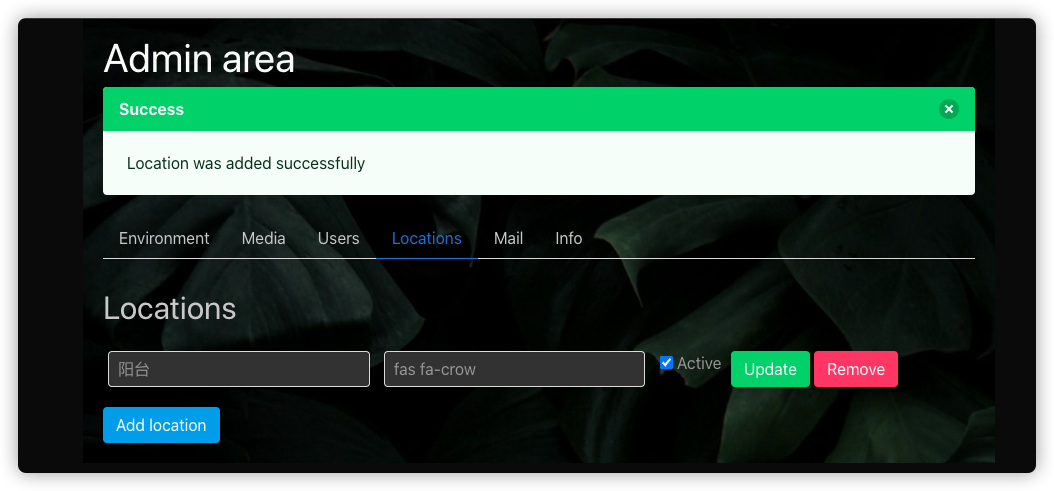 Admin area
Success
Location was added successfully
Environment Media Users Locations Mail Info
Locations
阳台 fas fa-crow Active Update Remove
Add location